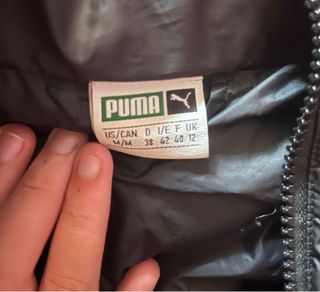 PUMA
US/CAN D I/E F UK
M/M 38 42 40 12